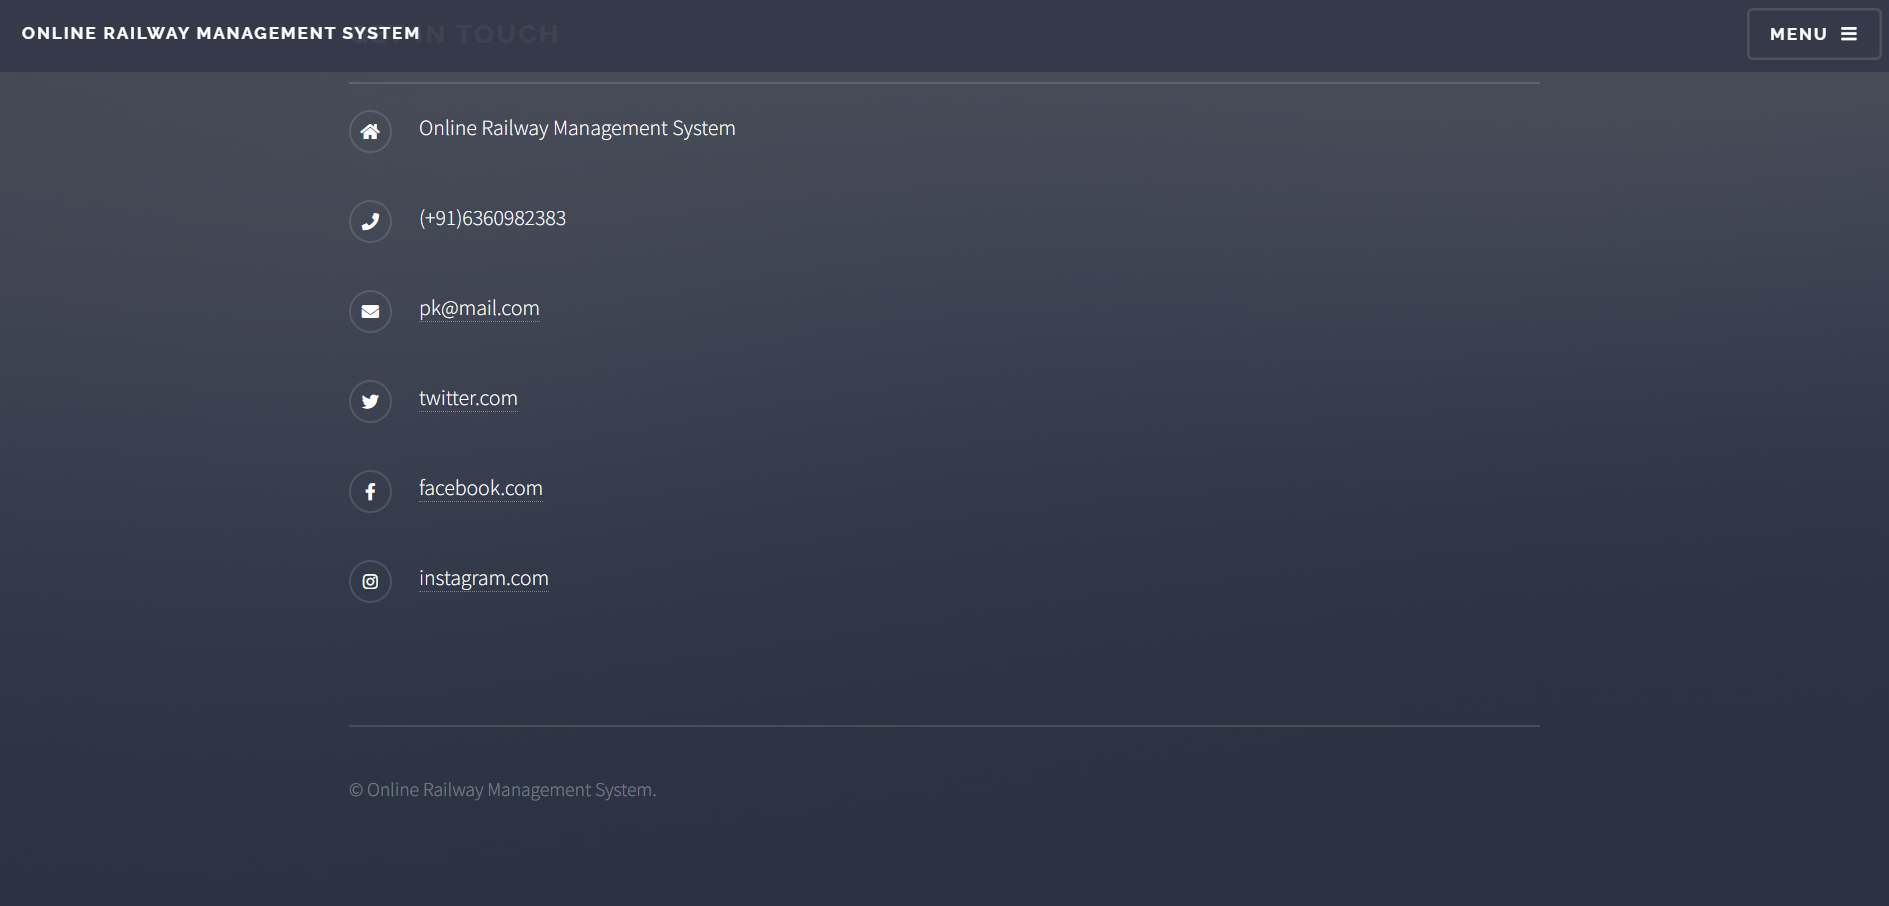 ONLINE RAILWAY MANAGEMENT SYSTEM
IN TOUCH
MENU
Online Railway Management System
(+91)6360982383
pk@mail.com
twitter.com
facebook.com
instagram.com
© Online Railway Management System.